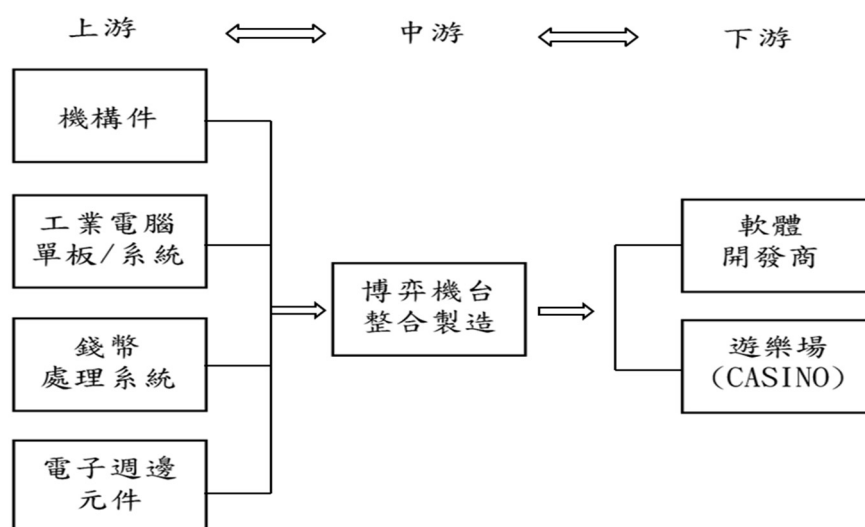 上游
中游
下游
機構件
工業電腦
單板/系統
錢幣
處理系統
電子週邊
元件
博弈機台
整合製造
軟體
開發商
遊樂場
(CASINO)